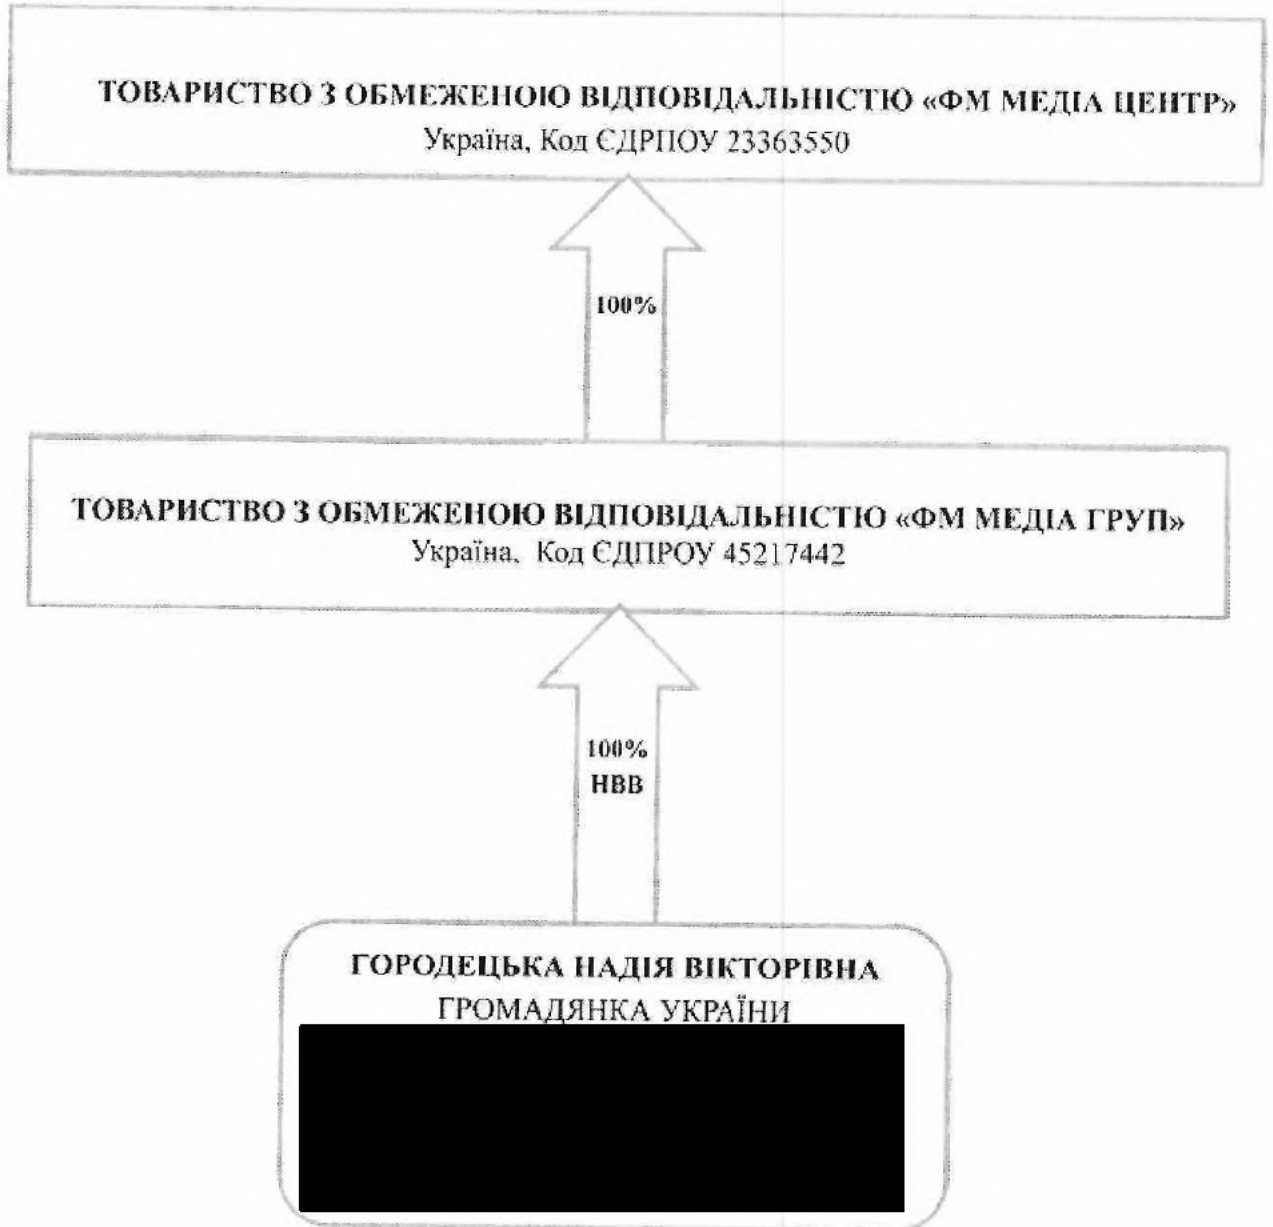 ТОВАРИСТВО З ОБМЕЖЕНОЮ ВІДПОВІДАЛЬНІСТЮ «ФМ МЕДІА ЦЕНТР»
Україна, Код ЄДРПОУ 23363550
100%
ТОВАРИСТВО З ОБМЕЖЕНОЮ ВІДПОВІДАЛЬНІСТЮ «ФМ МЕДІА ГРУП»
Україна, Код ЄДПРОУ 45217442
100%
НВВ
ГОРОДЕЦЬКА НАДІЯ ВІКТОРІВНА
ГРОМАДЯНКА УКРАЇНИ